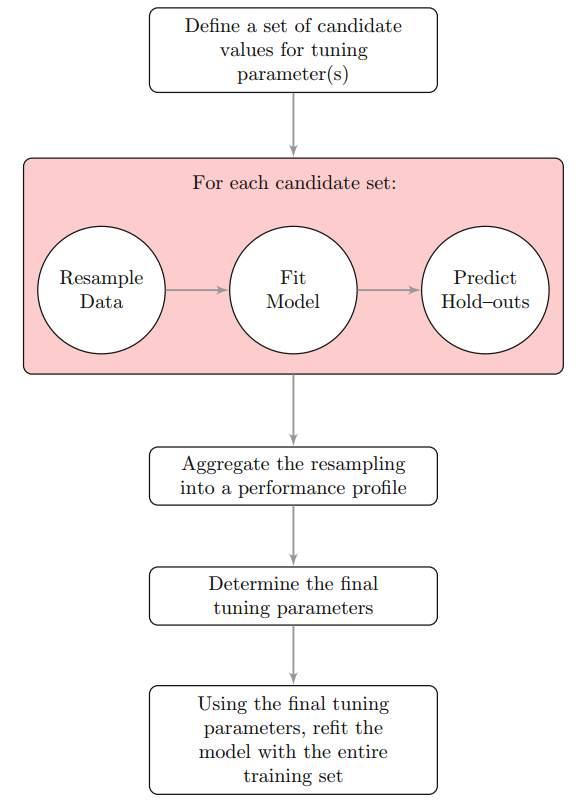 Define a set of candidate
values for tuning
parameter(s)
For each candidate set:
Resample
Data
Fit
Model
Predict
Hold–outs
Aggregate the resampling
into a performance profile
Determine the final
tuning parameters
Using the final tuning
parameters, refit the
model with the entire
training set